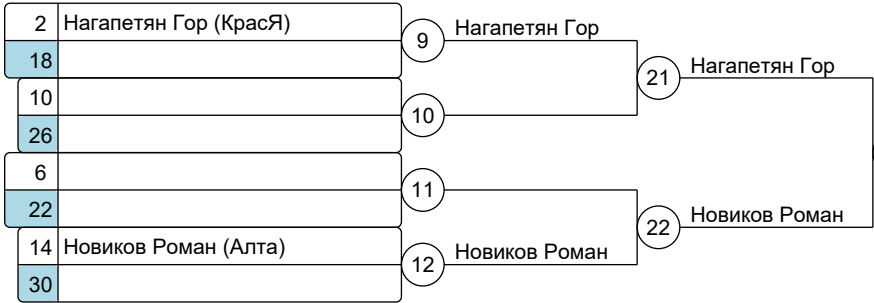 2 Нагапетян Гор (КрасЯ)
18
9 Нагапетян Гор
10
26
10
21 Нагапетян Гор
6
22
11
14 Новиков Роман (Алта)
30
12 Новиков Роман
22 Новиков Роман